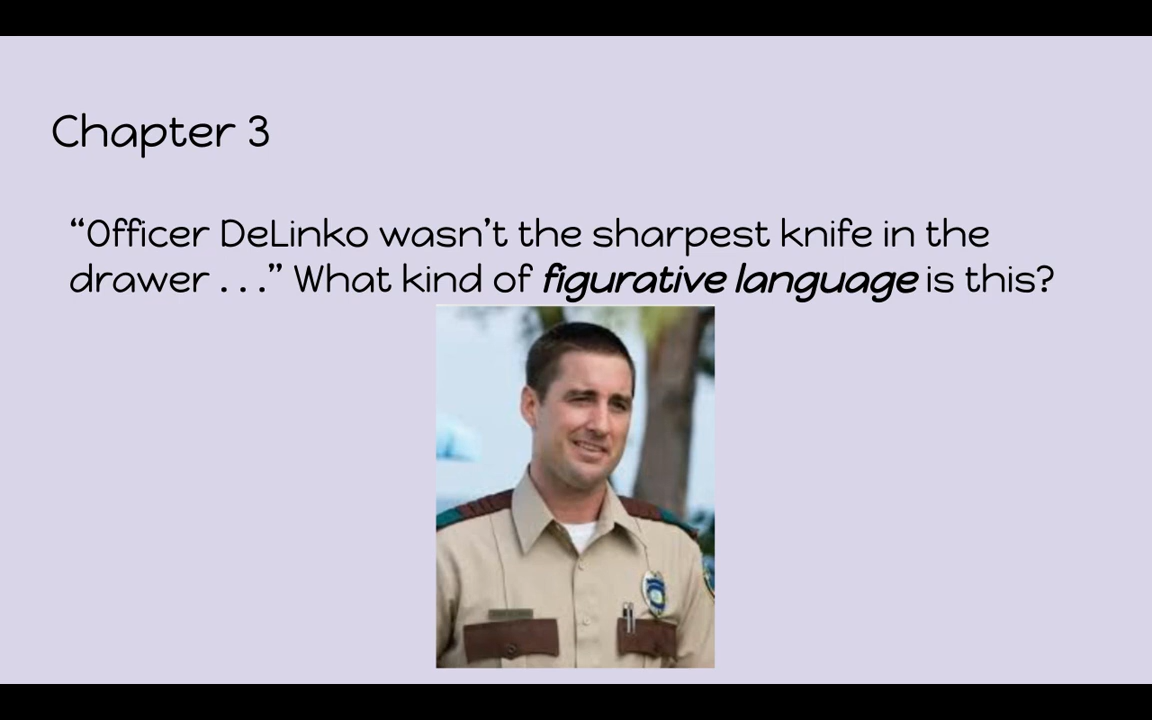 Chapter 3
“Officer DeLinko wasn’t the sharpest knife in the
drawer . . .” What kind of figurative language is this?